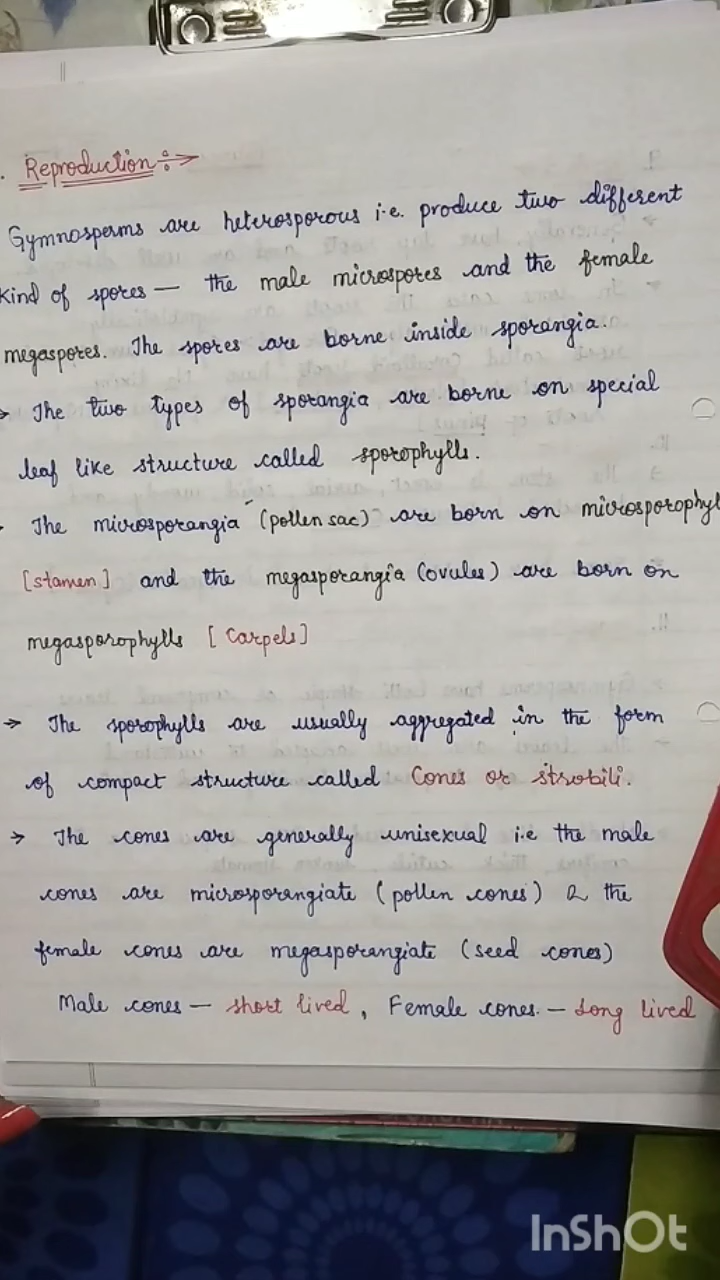 . Reproduction ÷→
Gymnosperms are heterosporous i.e. produce two different
Kind of spores — the male microspores and the female
megaspores. The spores are borne inside sporangia.
→ The two types of sporangia are borne on special
leaf like structure called sporophylls.
→ The microsporangia (pollen sac) are born on microsporophyl
[stamen] and the megasporangia (ovules) are born on
megasporophylls [Carpels]
→ The sporophylls are usually aggregated in the form
of compact structure called Cones or strobili.
→ The cones are generally unisexual i.e the male
cones are microsporangiate (pollen cones) & the
female cones are megasporangiate (seed cones)
Male cones — short lived, Female cones. — Long lived
InShOt